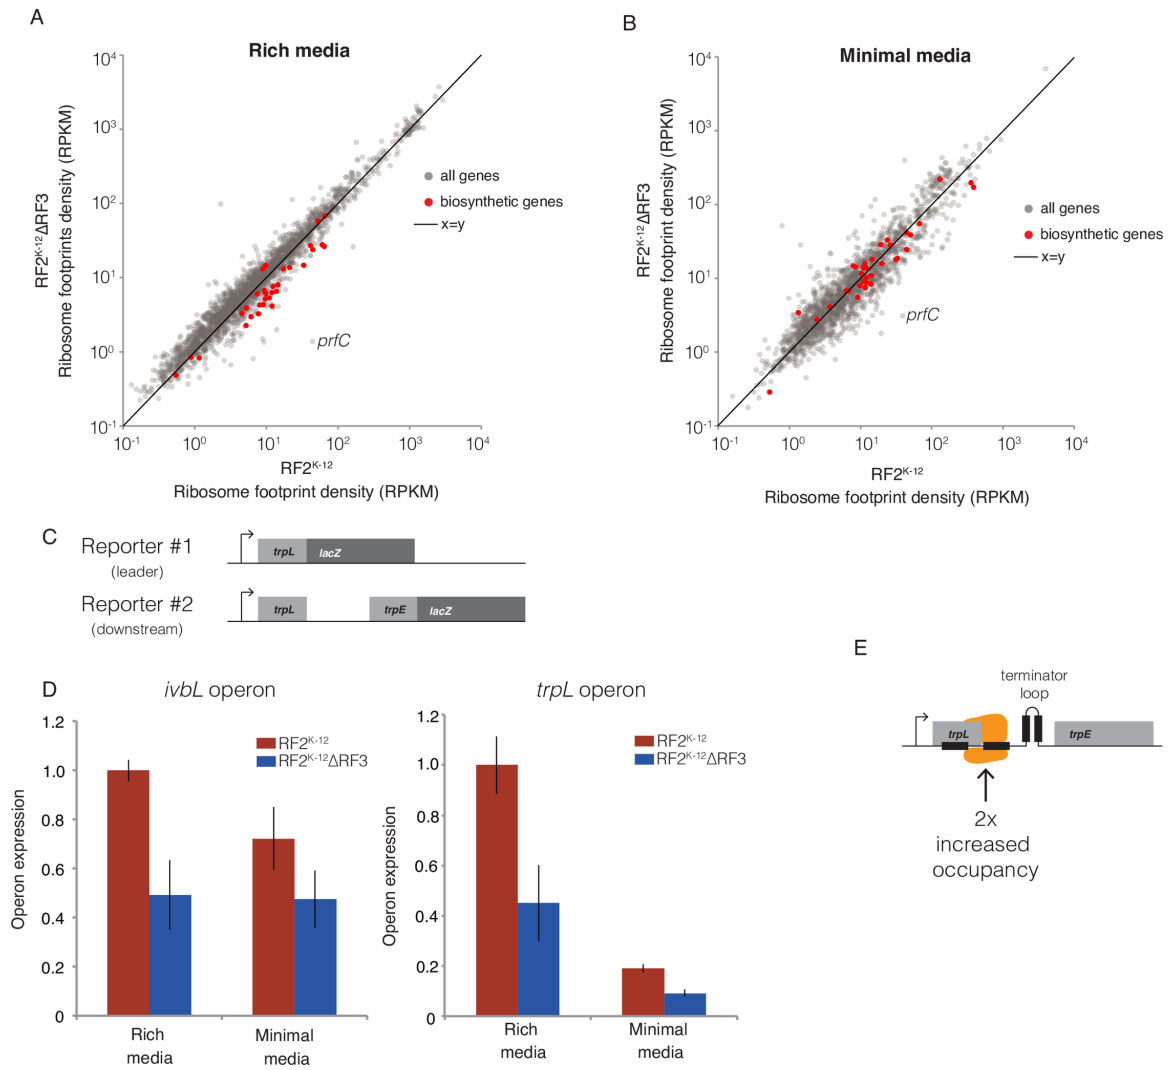 A
Rich media
10⁴
10³
10²
10¹
10⁰
10⁻¹
RF2ᴷ⁻¹²ΔRF3
Ribosome footprints density (RPKM)
all genes
biosynthetic genes
x=y
prfC
10⁻¹
10⁰
10¹
10²
10³
10⁴
RF2ᴷ⁻¹²
Ribosome footprint density (RPKM)
B
Minimal media
10⁴
10³
10²
10¹
10⁰
10⁻¹
RF2ᴷ⁻¹²ΔRF3
Ribosome footprint density (RPKM)
all genes
biosynthetic genes
x=y
prfC
10⁻¹
10⁰
10¹
10²
10³
10⁴
RF2ᴷ⁻¹²
Ribosome footprint density (RPKM)
C
Reporter #1
(leader)
trpL
lacZ
Reporter #2
(downstream)
trpL
trpE
lacZ
D
ivbL operon
Operon expression
1.2
1.0
0.8
0.6
0.4
0.2
0
RF2ᴷ⁻¹²
RF2ᴷ⁻¹²ΔRF3
Rich
media
Minimal
media
trpL operon
Operon expression
1.2
1.0
0.8
0.6
0.4
0.2
0
RF2ᴷ⁻¹²
RF2ᴷ⁻¹²ΔRF3
Rich
media
Minimal
media
E
terminator
loop
trpL
trpE
2x
increased
occupancy